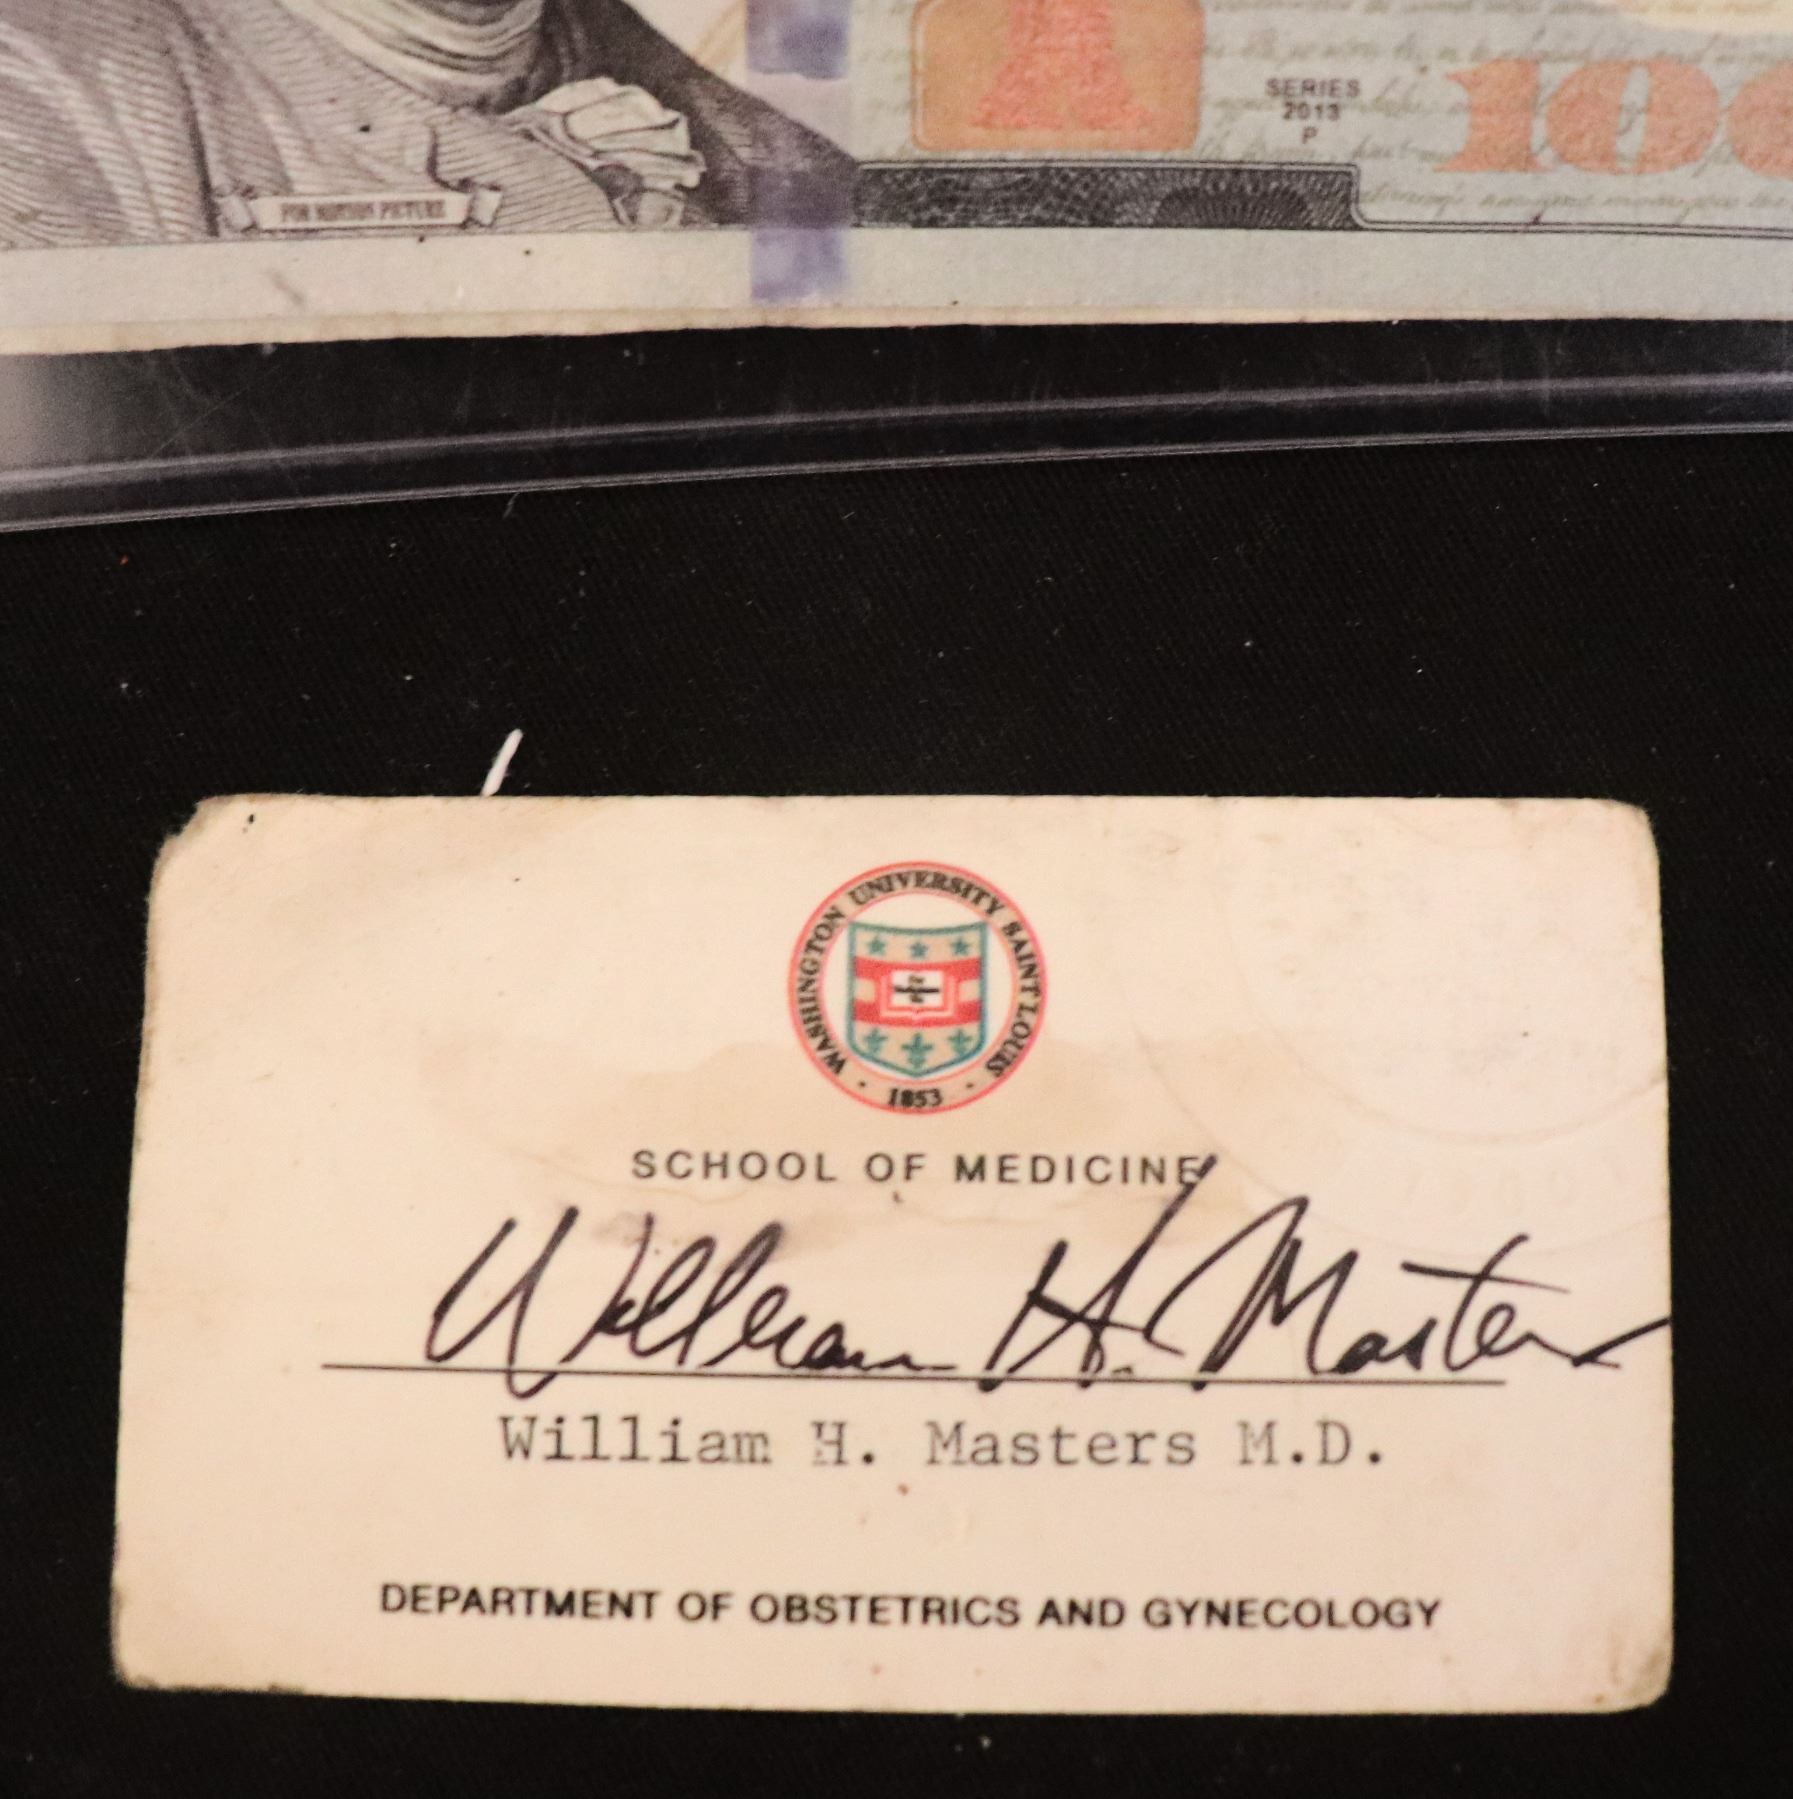 SERIES
2013
P
100
FOR MOTION PICTURE
WASHINGTON UNIVERSITY SAINT LOUIS
· 1853 ·
SCHOOL OF MEDICINE
William H. Masters
William H. Masters M.D.
DEPARTMENT OF OBSTETRICS AND GYNECOLOGY